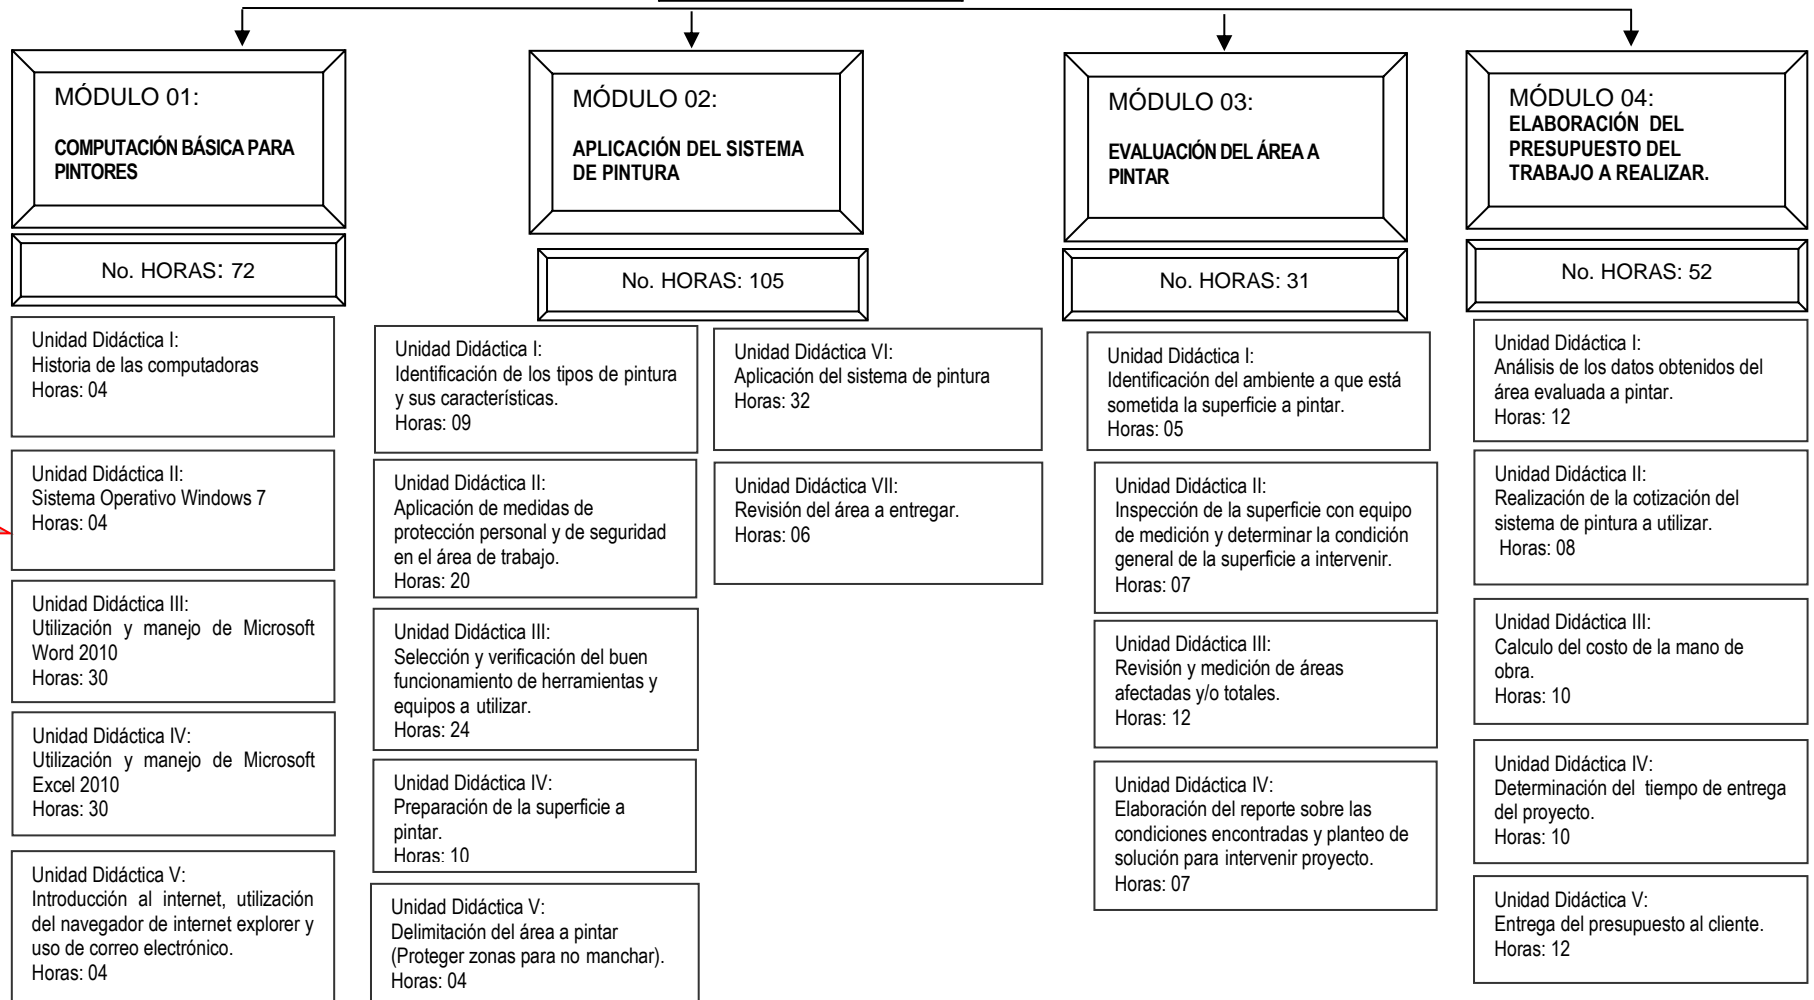 MÓDULO 01:
COMPUTACIÓN BÁSICA PARA
PINTORES
No. HORAS: 72
Unidad Didáctica I:
Historia de las computadoras
Horas: 04
Unidad Didáctica II:
Sistema Operativo Windows 7
Horas: 04
Unidad Didáctica III:
Utilización y manejo de Microsoft
Word 2010
Horas: 30
Unidad Didáctica IV:
Utilización y manejo de Microsoft
Excel 2010
Horas: 30
Unidad Didáctica V:
Introducción al internet, utilización
del navegador de internet explorer y
uso de correo electrónico.
Horas: 04
MÓDULO 02:
APLICACIÓN DEL SISTEMA
DE PINTURA
No. HORAS: 105
Unidad Didáctica I:
Identificación de los tipos de pintura
y sus características.
Horas: 09
Unidad Didáctica II:
Aplicación de medidas de
protección personal y de seguridad
en el área de trabajo.
Horas: 20
Unidad Didáctica III:
Selección y verificación del buen
funcionamiento de herramientas y
equipos a utilizar.
Horas: 24
Unidad Didáctica IV:
Preparación de la superficie a
pintar.
Horas: 10
Unidad Didáctica V:
Delimitación del área a pintar
(Proteger zonas para no manchar).
Horas: 04
Unidad Didáctica VI:
Aplicación del sistema de pintura
Horas: 32
Unidad Didáctica VII:
Revisión del área a entregar.
Horas: 06
MÓDULO 03:
EVALUACIÓN DEL ÁREA A
PINTAR
No. HORAS: 31
Unidad Didáctica I:
Identificación del ambiente a que está
sometida la superficie a pintar.
Horas: 05
Unidad Didáctica II:
Inspección de la superficie con equipo
de medición y determinar la condición
general de la superficie a intervenir.
Horas: 07
Unidad Didáctica III:
Revisión y medición de áreas
afectadas y/o totales.
Horas: 12
Unidad Didáctica IV:
Elaboración del reporte sobre las
condiciones encontradas y planteo de
solución para intervenir proyecto.
Horas: 07
MÓDULO 04:
ELABORACIÓN DEL
PRESUPUESTO DEL
TRABAJO A REALIZAR.
No. HORAS: 52
Unidad Didáctica I:
Análisis de los datos obtenidos del
área evaluada a pintar.
Horas: 12
Unidad Didáctica II:
Realización de la cotización del
sistema de pintura a utilizar.
Horas: 08
Unidad Didáctica III:
Calculo del costo de la mano de
obra.
Horas: 10
Unidad Didáctica IV:
Determinación del tiempo de entrega
del proyecto.
Horas: 10
Unidad Didáctica V:
Entrega del presupuesto al cliente.
Horas: 12